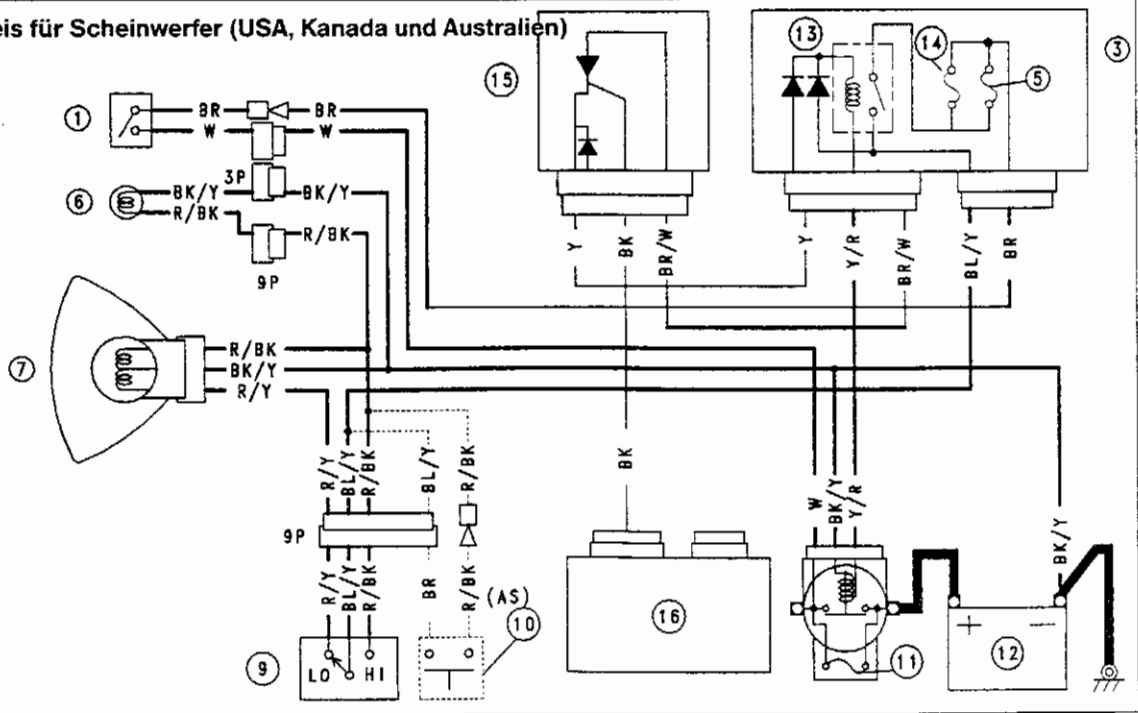 eis für Scheinwerfer (USA, Kanada und Australien)
15
13
14
3
5
1
BR
BR
W
W
3P
6
BK/Y
BK/Y
R/BK
R/BK
9P
Y
BK
BR/W
Y
Y/R
BR/W
BL/Y
BR
7
R/BK
BK/Y
R/Y
R/Y
BL/Y
R/BK
BL/Y
R/BK
BK
W
BK/Y
Y/R
BK/Y
9P
R/Y
BL/Y
R/BK
BR
R/BK
(AS)
10
9
LO
HI
16
11
+
−
12